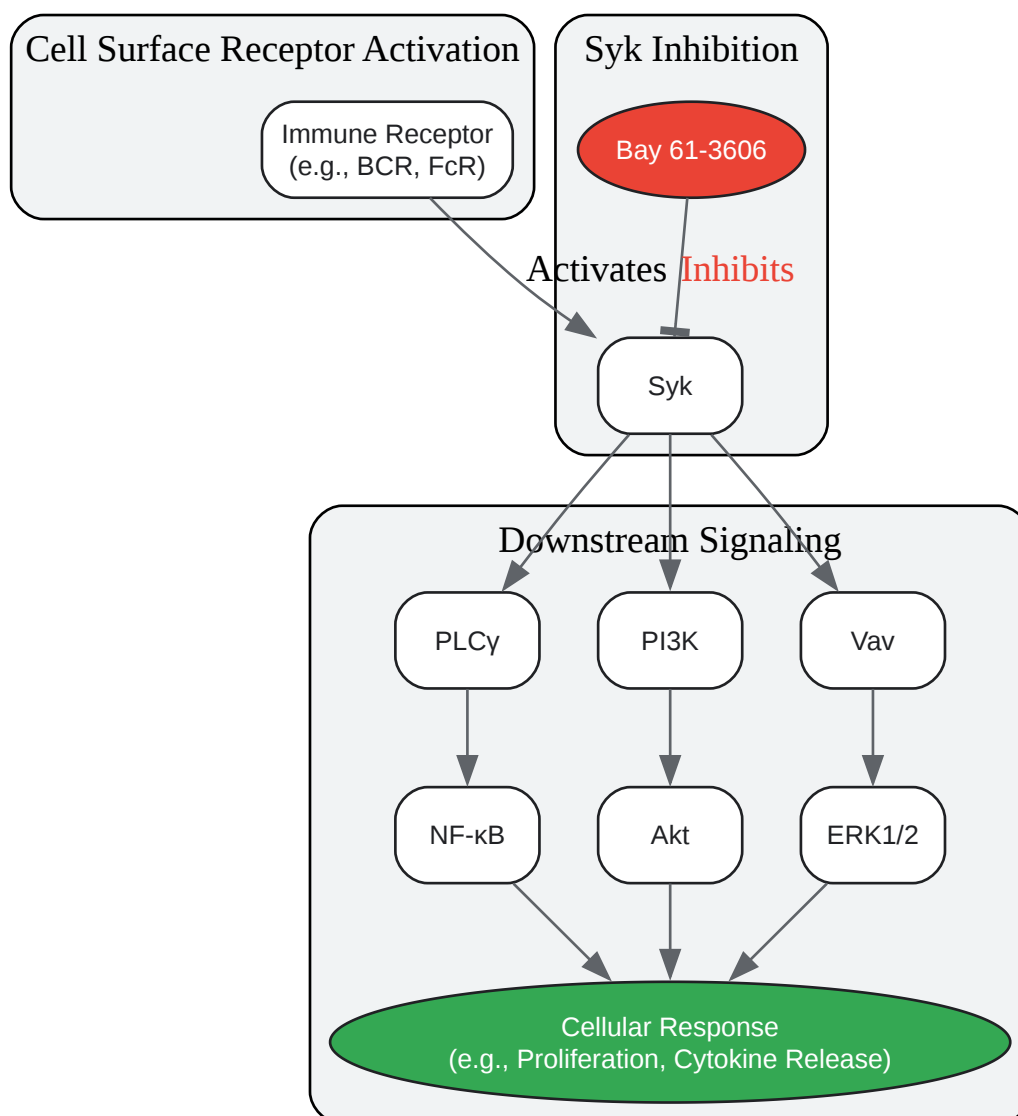 Cell Surface Receptor Activation
Syk Inhibition
Immune Receptor
(e.g., BCR, FcR)
Bay 61-3606
Activates
Inhibits
Syk
Downstream Signaling
PLCγ
PI3K
Vav
NF-κB
Akt
ERK1/2
Cellular Response
(e.g., Proliferation, Cytokine Release)